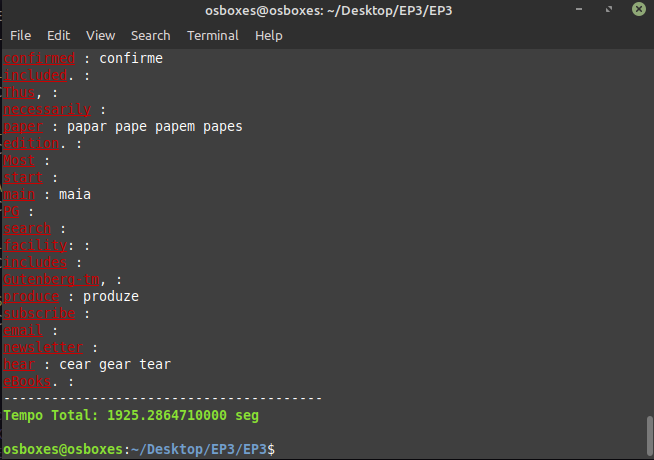 osboxes@osboxes: ~/Desktop/EP3/EP3
File Edit View Search Terminal Help
confirmed : confirme
included. :
thus, :
necessarily :
paper : papar pape papem papes
edition. :
Most :
start :
main : maia
PG :
search :
facility: :
includes :
Gutenberg-tm, :
produce : produze
subscribe :
email :
newsletter :
hear : cear gear tear
eBooks. :
---------------------------------------
Tempo Total: 1925.2864710000 seg
osboxes@osboxes:~/Desktop/EP3/EP3$